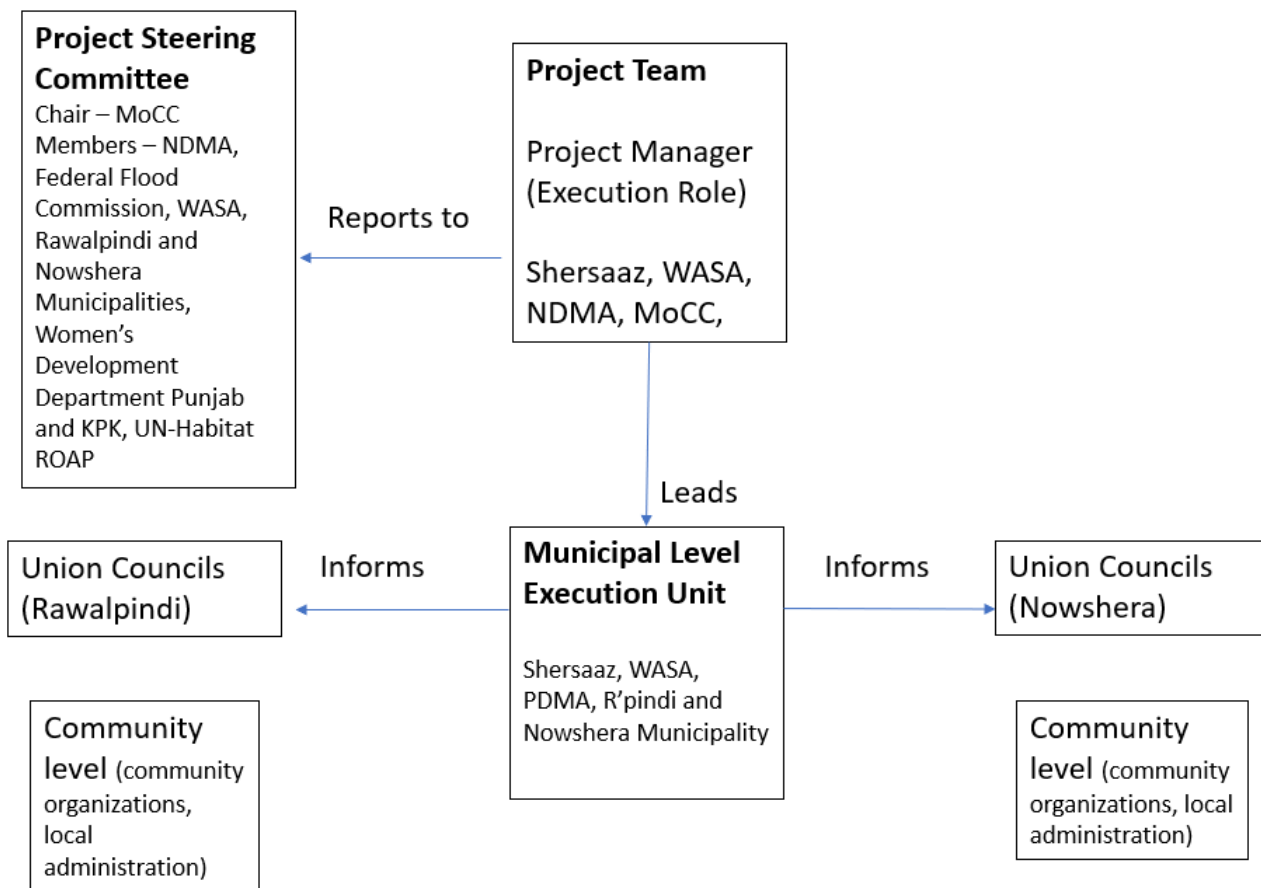 Project Steering
Committee
Chair – MoCC
Members – NDMA,
Federal Flood
Commission, WASA,
Rawalpindi and
Nowshera
Municipalities,
Women’s
Development
Department Punjab
and KPK, UN-Habitat
ROAP
Reports to
Project Team
Project Manager
(Execution Role)
Shersaaz, WASA,
NDMA, MoCC,
Leads
Union Councils
(Rawalpindi)
Informs
Municipal Level
Execution Unit
Shersaaz, WASA,
PDMA, R’pindi and
Nowshera Municipality
Informs
Union Councils
(Nowshera)
Community
level (community
organizations,
local
administration)
Community
level (community
organizations, local
administration)